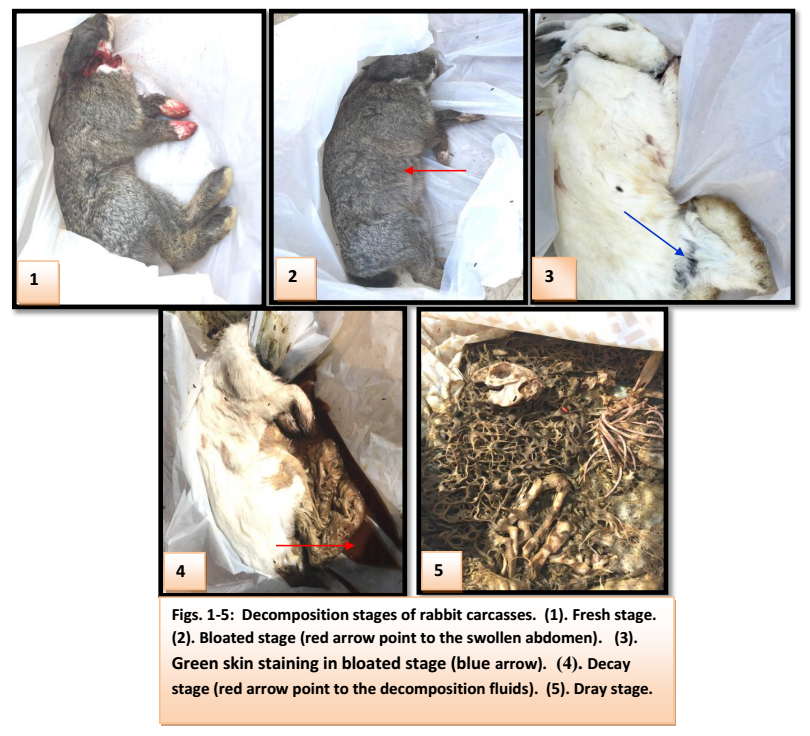 1
2
3
4
5
Figs. 1-5: Decomposition stages of rabbit carcasses. (1). Fresh stage.
(2). Bloated stage (red arrow point to the swollen abdomen). (3).
Green skin staining in bloated stage (blue arrow). (4). Decay
stage (red arrow point to the decomposition fluids). (5). Dray stage.